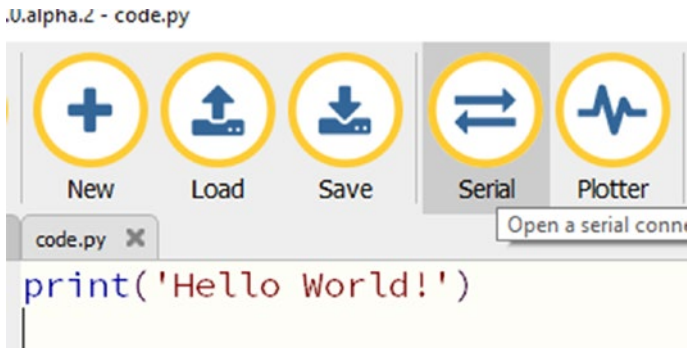 .0.alpha.2 - code.py
New Load Save Serial Plotter
Open a serial conne
code.py
print('Hello World!')